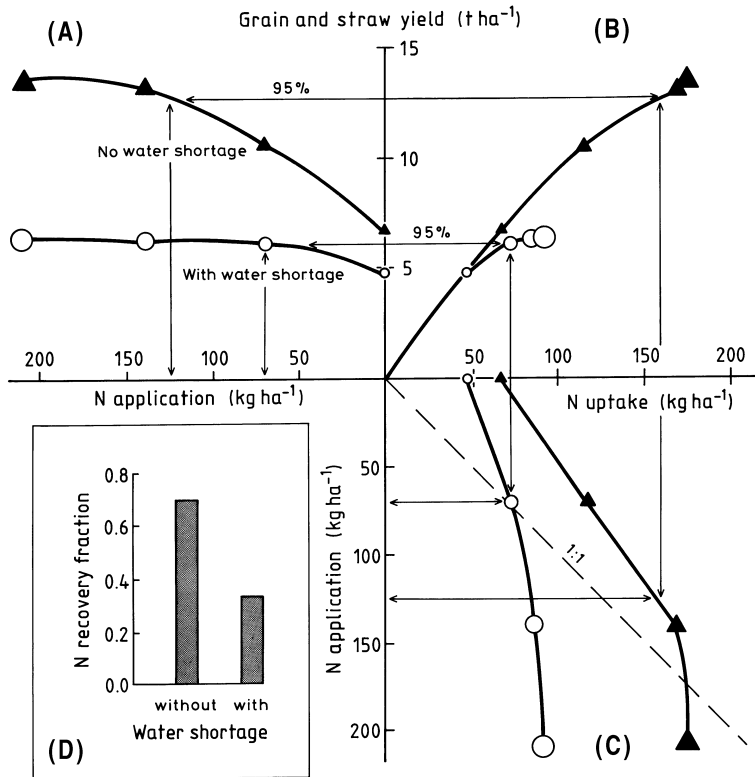 (A)
Grain and straw yield (t ha⁻¹)
(B)
15
95%
No water shortage
10
95%
With water shortage
5
200 150 100 50
N application (kg ha⁻¹)
50 100 150 200
N uptake (kg ha⁻¹)
50
100
150
200
N application (kg ha⁻¹)
1:1
(C)
0.8
0.6
0.4
0.2
0.0
N recovery fraction
without with
Water shortage
(D)